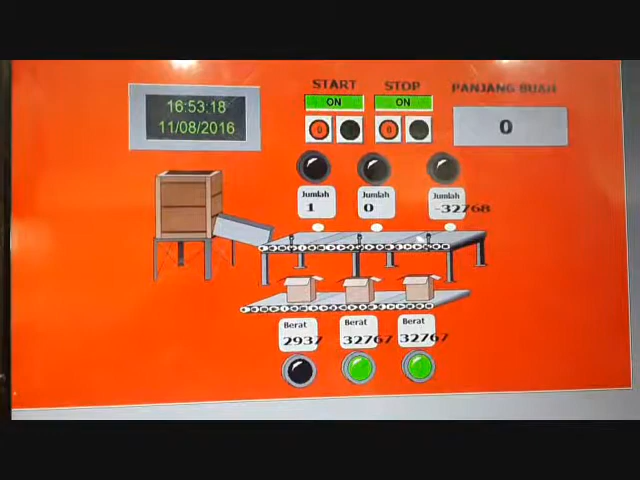 16:53:18
11/08/2016
START STOP PANJANG BUAH
ON ON
0 0 0
Jumlah Jumlah Jumlah
1 0 -32768
Berat Berat Berat
2937 32767 32767